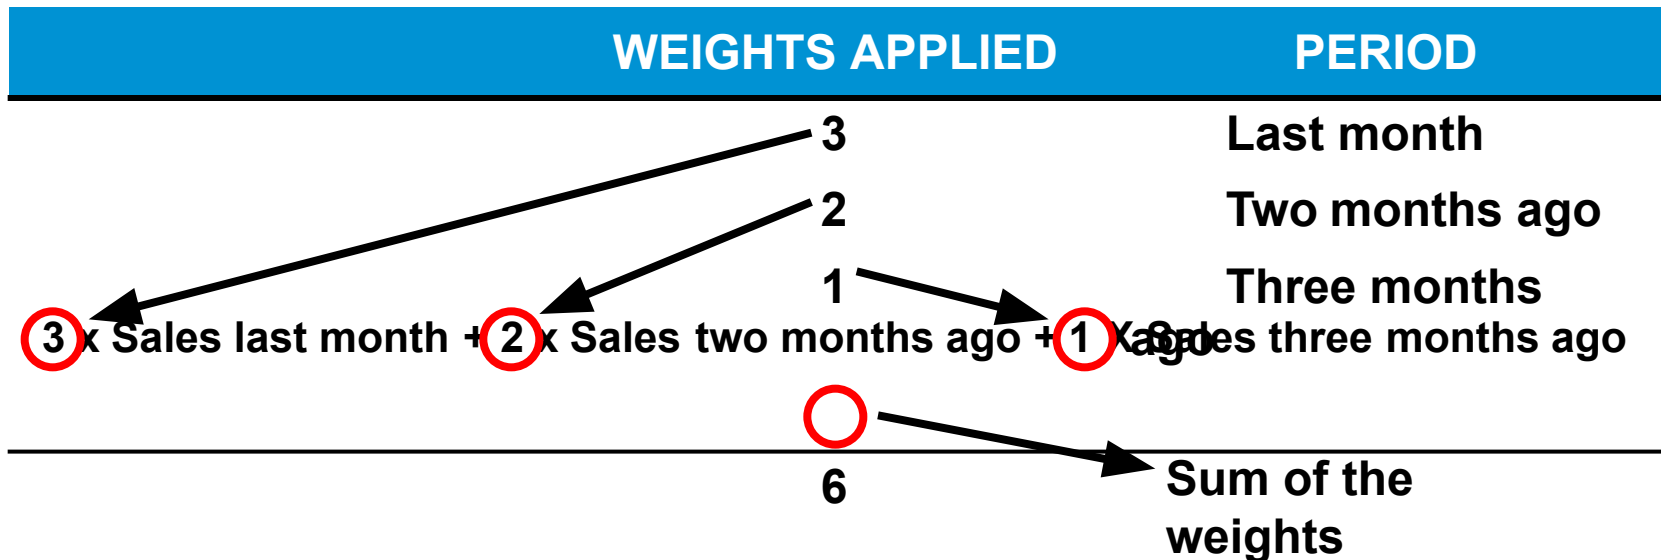 WEIGHTS APPLIED PERIOD
3 Last month
2 Two months ago
1 Three months
ago
3 x Sales last month + 2 x Sales two months ago + 1 X Sales three months ago
6 Sum of the
weights